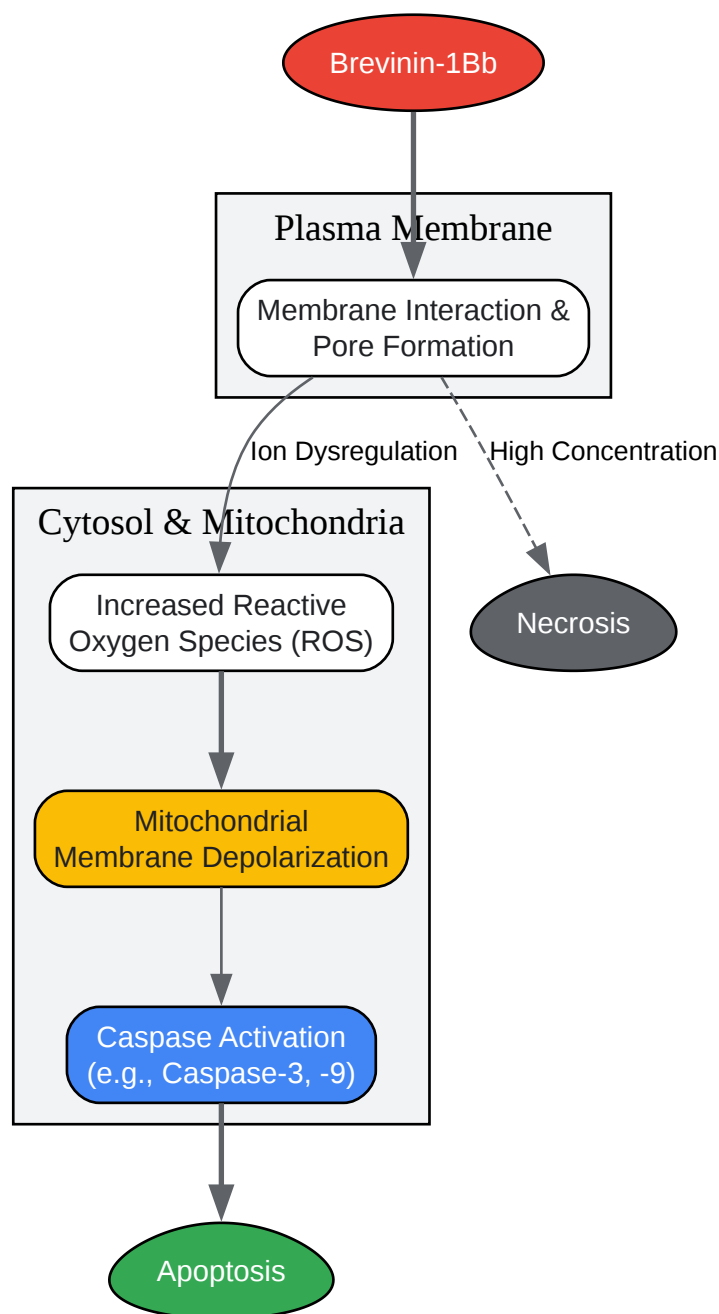 Brevinin-1Bb
Plasma Membrane
Membrane Interaction &
Pore Formation
Ion Dysregulation
High Concentration
Cytosol & Mitochondria
Increased Reactive
Oxygen Species (ROS)
Necrosis
Mitochondrial
Membrane Depolarization
Caspase Activation
(e.g., Caspase-3, -9)
Apoptosis